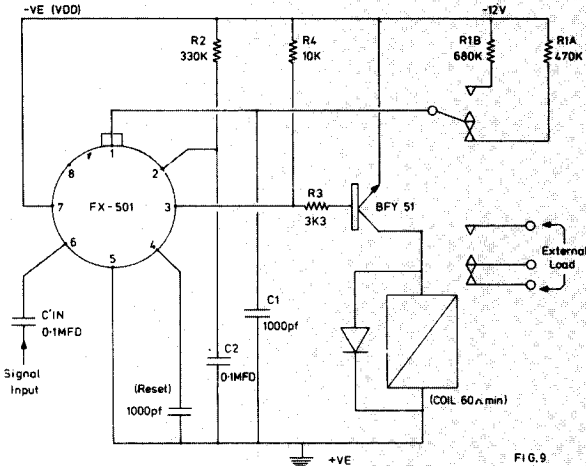 -VE (VDD)
-12V
R2
330K
R4
10K
R1B
680K
R1A
470K
1
2
3
4
5
6
7
8
FX-501
R3
3K3
BFY 51
External
Load
C'IN
0·1MFD
Signal
Input
(Reset)
1000pf
C2
0·1MFD
C1
1000pf
(COIL 60Ω min)
+VE
FIG.9